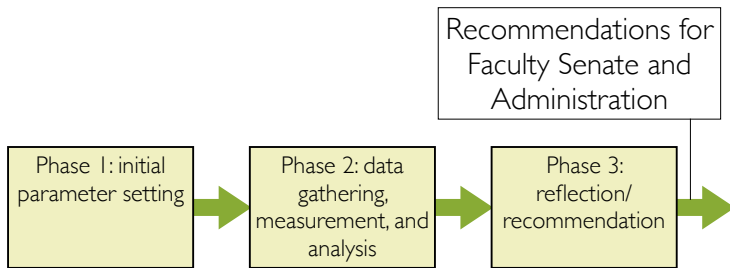 Recommendations for
Faculty Senate and
Administration
Phase 1: initial
parameter setting
Phase 2: data
gathering,
measurement, and
analysis
Phase 3:
reflection/
recommendation